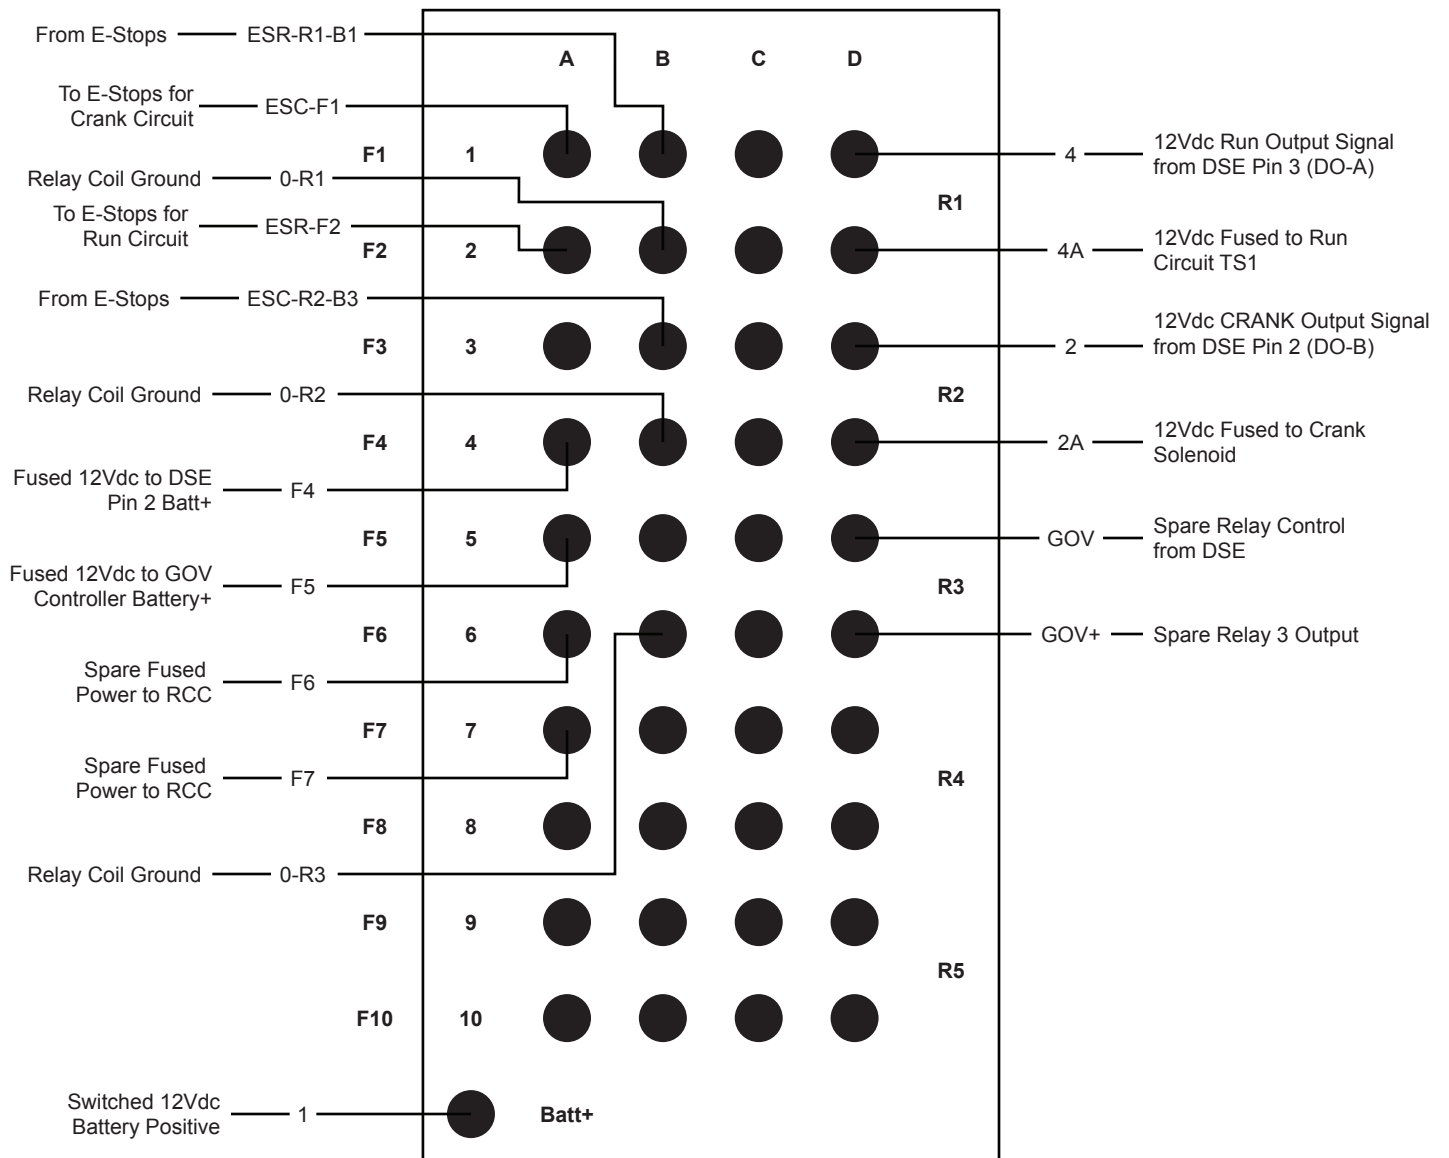 From E-Stops ESR-R1-B1
A B C D
To E-Stops for
Crank Circuit
ESC-F1
F1 1
4
12Vdc Run Output Signal
from DSE Pin 3 (DO-A)
Relay Coil Ground 0-R1
R1
To E-Stops for
Run Circuit
ESR-F2
F2 2
4A
12Vdc Fused to Run
Circuit TS1
From E-Stops ESC-R2-B3
F3 3
2
12Vdc CRANK Output Signal
from DSE Pin 2 (DO-B)
Relay Coil Ground 0-R2
R2
F4 4
2A
12Vdc Fused to Crank
Solenoid
Fused 12Vdc to DSE
Pin 2 Batt+
F4
F5 5
GOV
Spare Relay Control
from DSE
Fused 12Vdc to GOV
Controller Battery+
F5
R3
F6 6
GOV+ Spare Relay 3 Output
Spare Fused
Power to RCC
F6
F7 7
Spare Fused
Power to RCC
F7
R4
F8 8
Relay Coil Ground 0-R3
F9 9
R5
F10 10
Switched 12Vdc
Battery Positive
1
Batt+